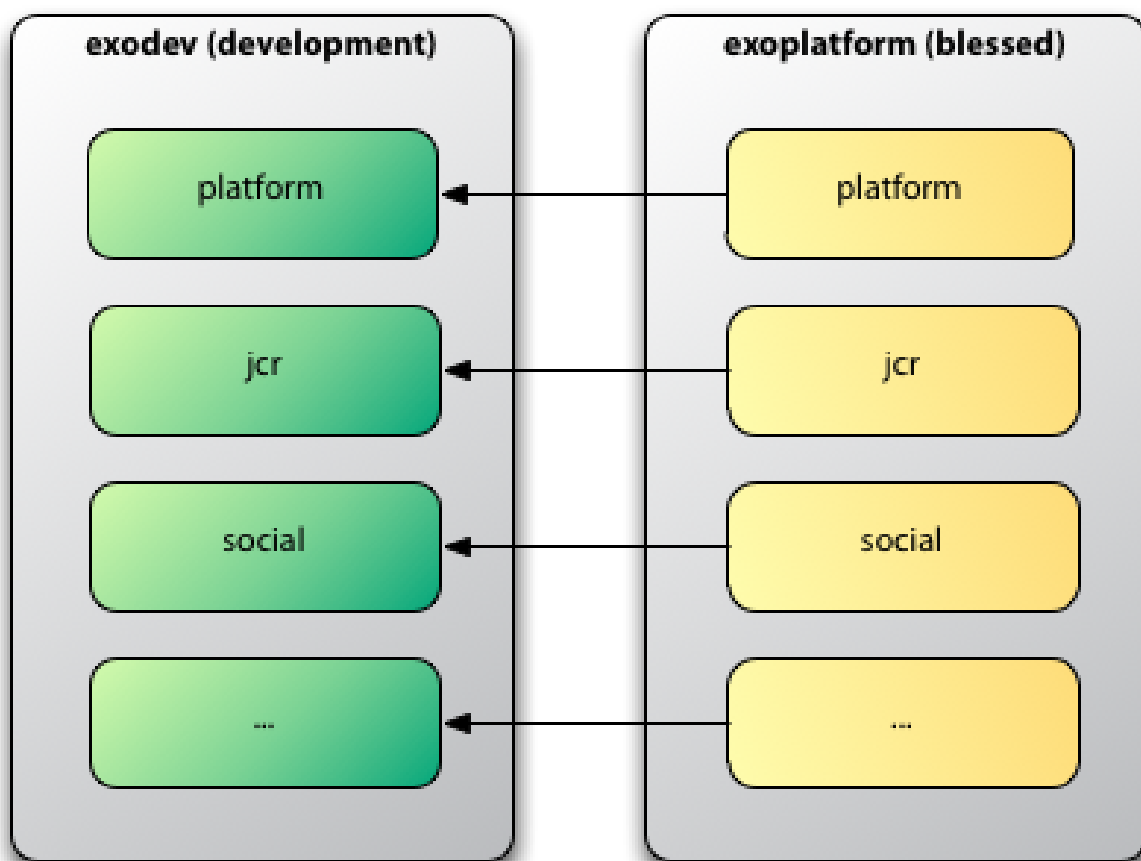 exodev (development)
platform
jcr
social
...
exoplatform (blessed)
platform
jcr
social
...